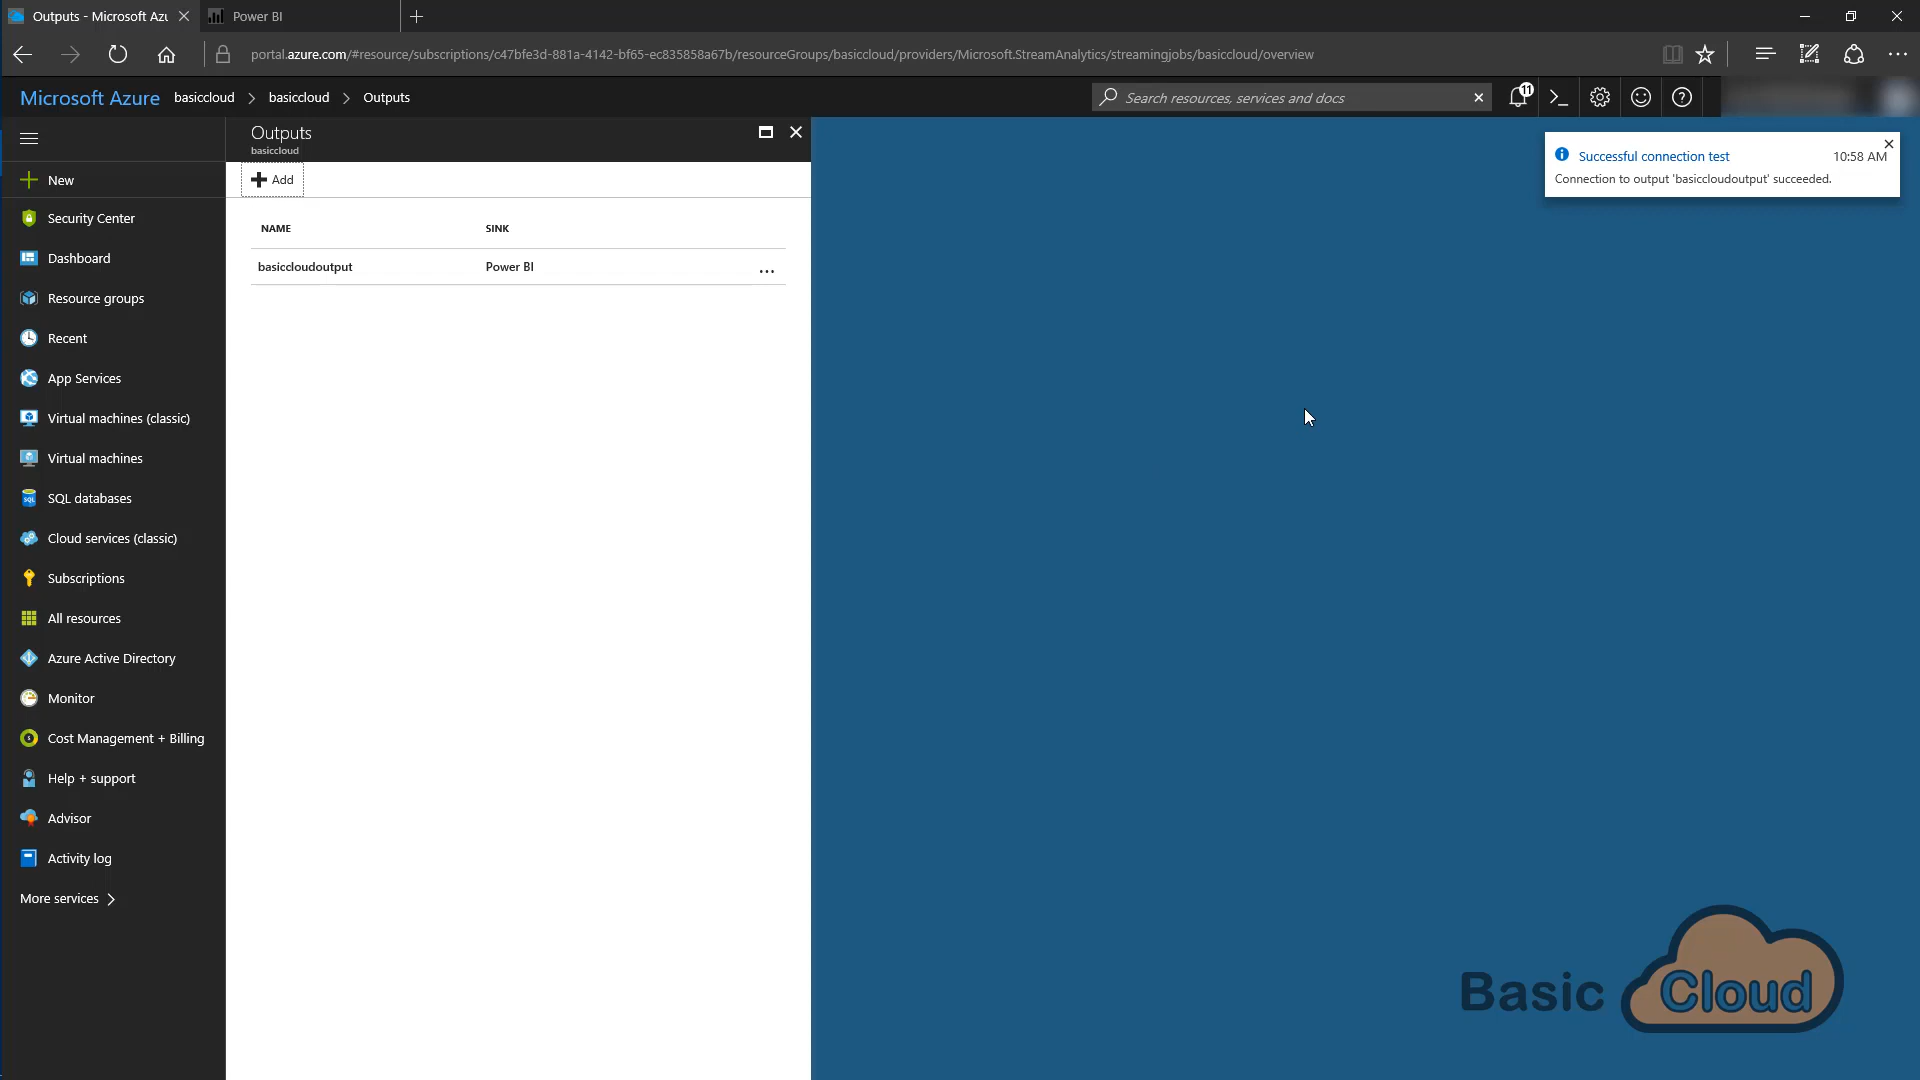 Outputs - Microsoft Azu
Power BI
portal.azure.com/#resource/subscriptions/c47bfe3d-881a-4142-bf65-ec835858a67b/resourceGroups/basiccloud/providers/Microsoft.StreamAnalytics/streamingjobs/basiccloud/overview
Microsoft Azure basiccloud > basiccloud > Outputs
Search resources, services and docs
11
Outputs
basiccloud
Add
NAME SINK
basiccloudoutput Power BI ...
New
Security Center
Dashboard
Resource groups
Recent
App Services
Virtual machines (classic)
Virtual machines
SQL databases
Cloud services (classic)
Subscriptions
All resources
Azure Active Directory
Monitor
Cost Management + Billing
Help + support
Advisor
Activity log
More services >
Successful connection test 10:58 AM
Connection to output 'basiccloudoutput' succeeded.
Basic Cloud